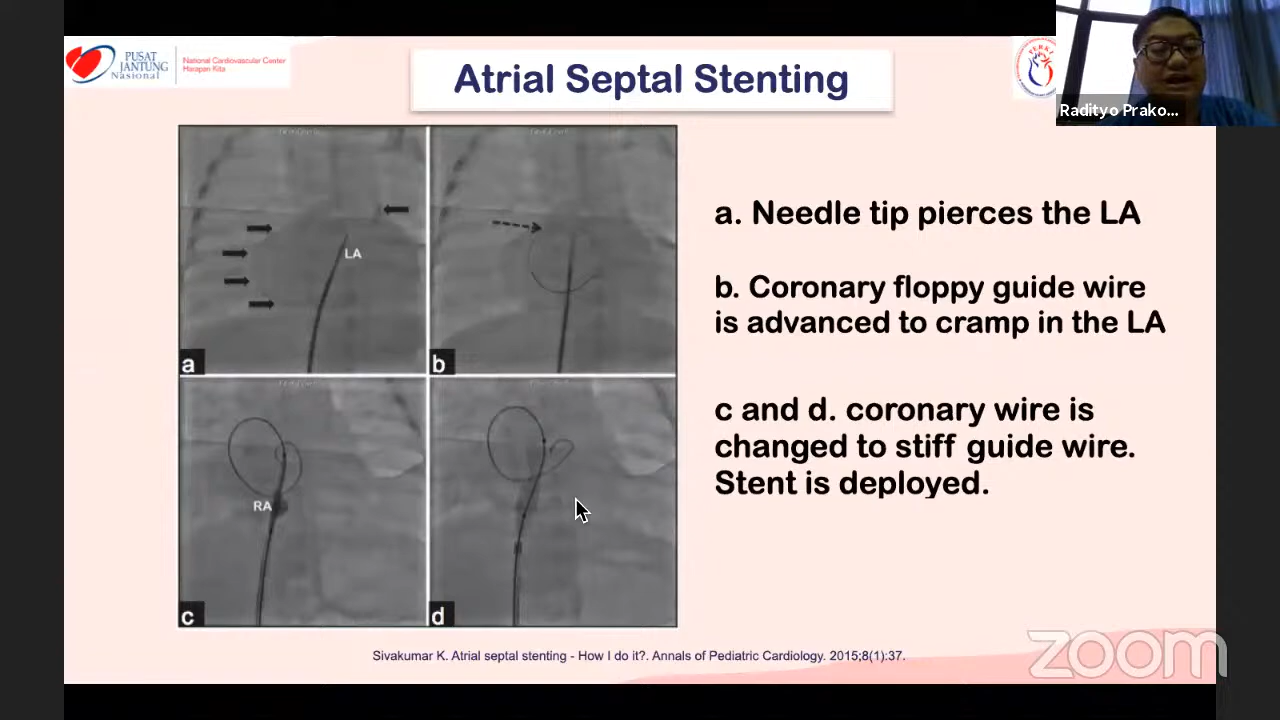 PUSAT
JANTUNG
Nasional
National Cardiovascular Center
Harapan Kita
Atrial Septal Stenting
PERKI
Radityo Prako...
LA
a
b
RA
c
d
a. Needle tip pierces the LA
b. Coronary floppy guide wire
is advanced to cramp in the LA
c and d. coronary wire is
changed to stiff guide wire.
Stent is deployed.
Sivakumar K. Atrial septal stenting - How I do it?. Annals of Pediatric Cardiology. 2015;8(1):37.
zoom